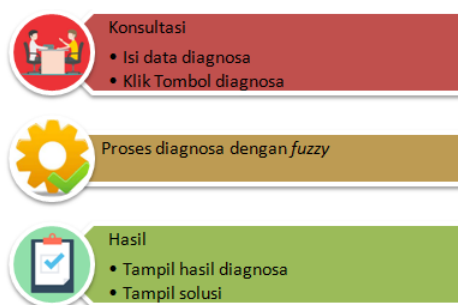 Konsultasi
• Isi data diagnosa
• Klik Tombol diagnosa
Proses diagnosa dengan fuzzy
Hasil
• Tampil hasil diagnosa
• Tampil solusi